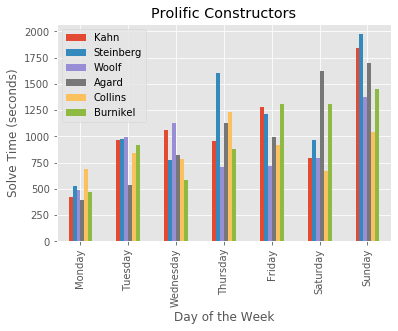 Prolific Constructors
Kahn
Steinberg
Woolf
Agard
Collins
Burnikel
Solve Time (seconds)
2000
1750
1500
1250
1000
750
500
250
0
Monday
Tuesday
Wednesday
Thursday
Friday
Saturday
Sunday
Day of the Week